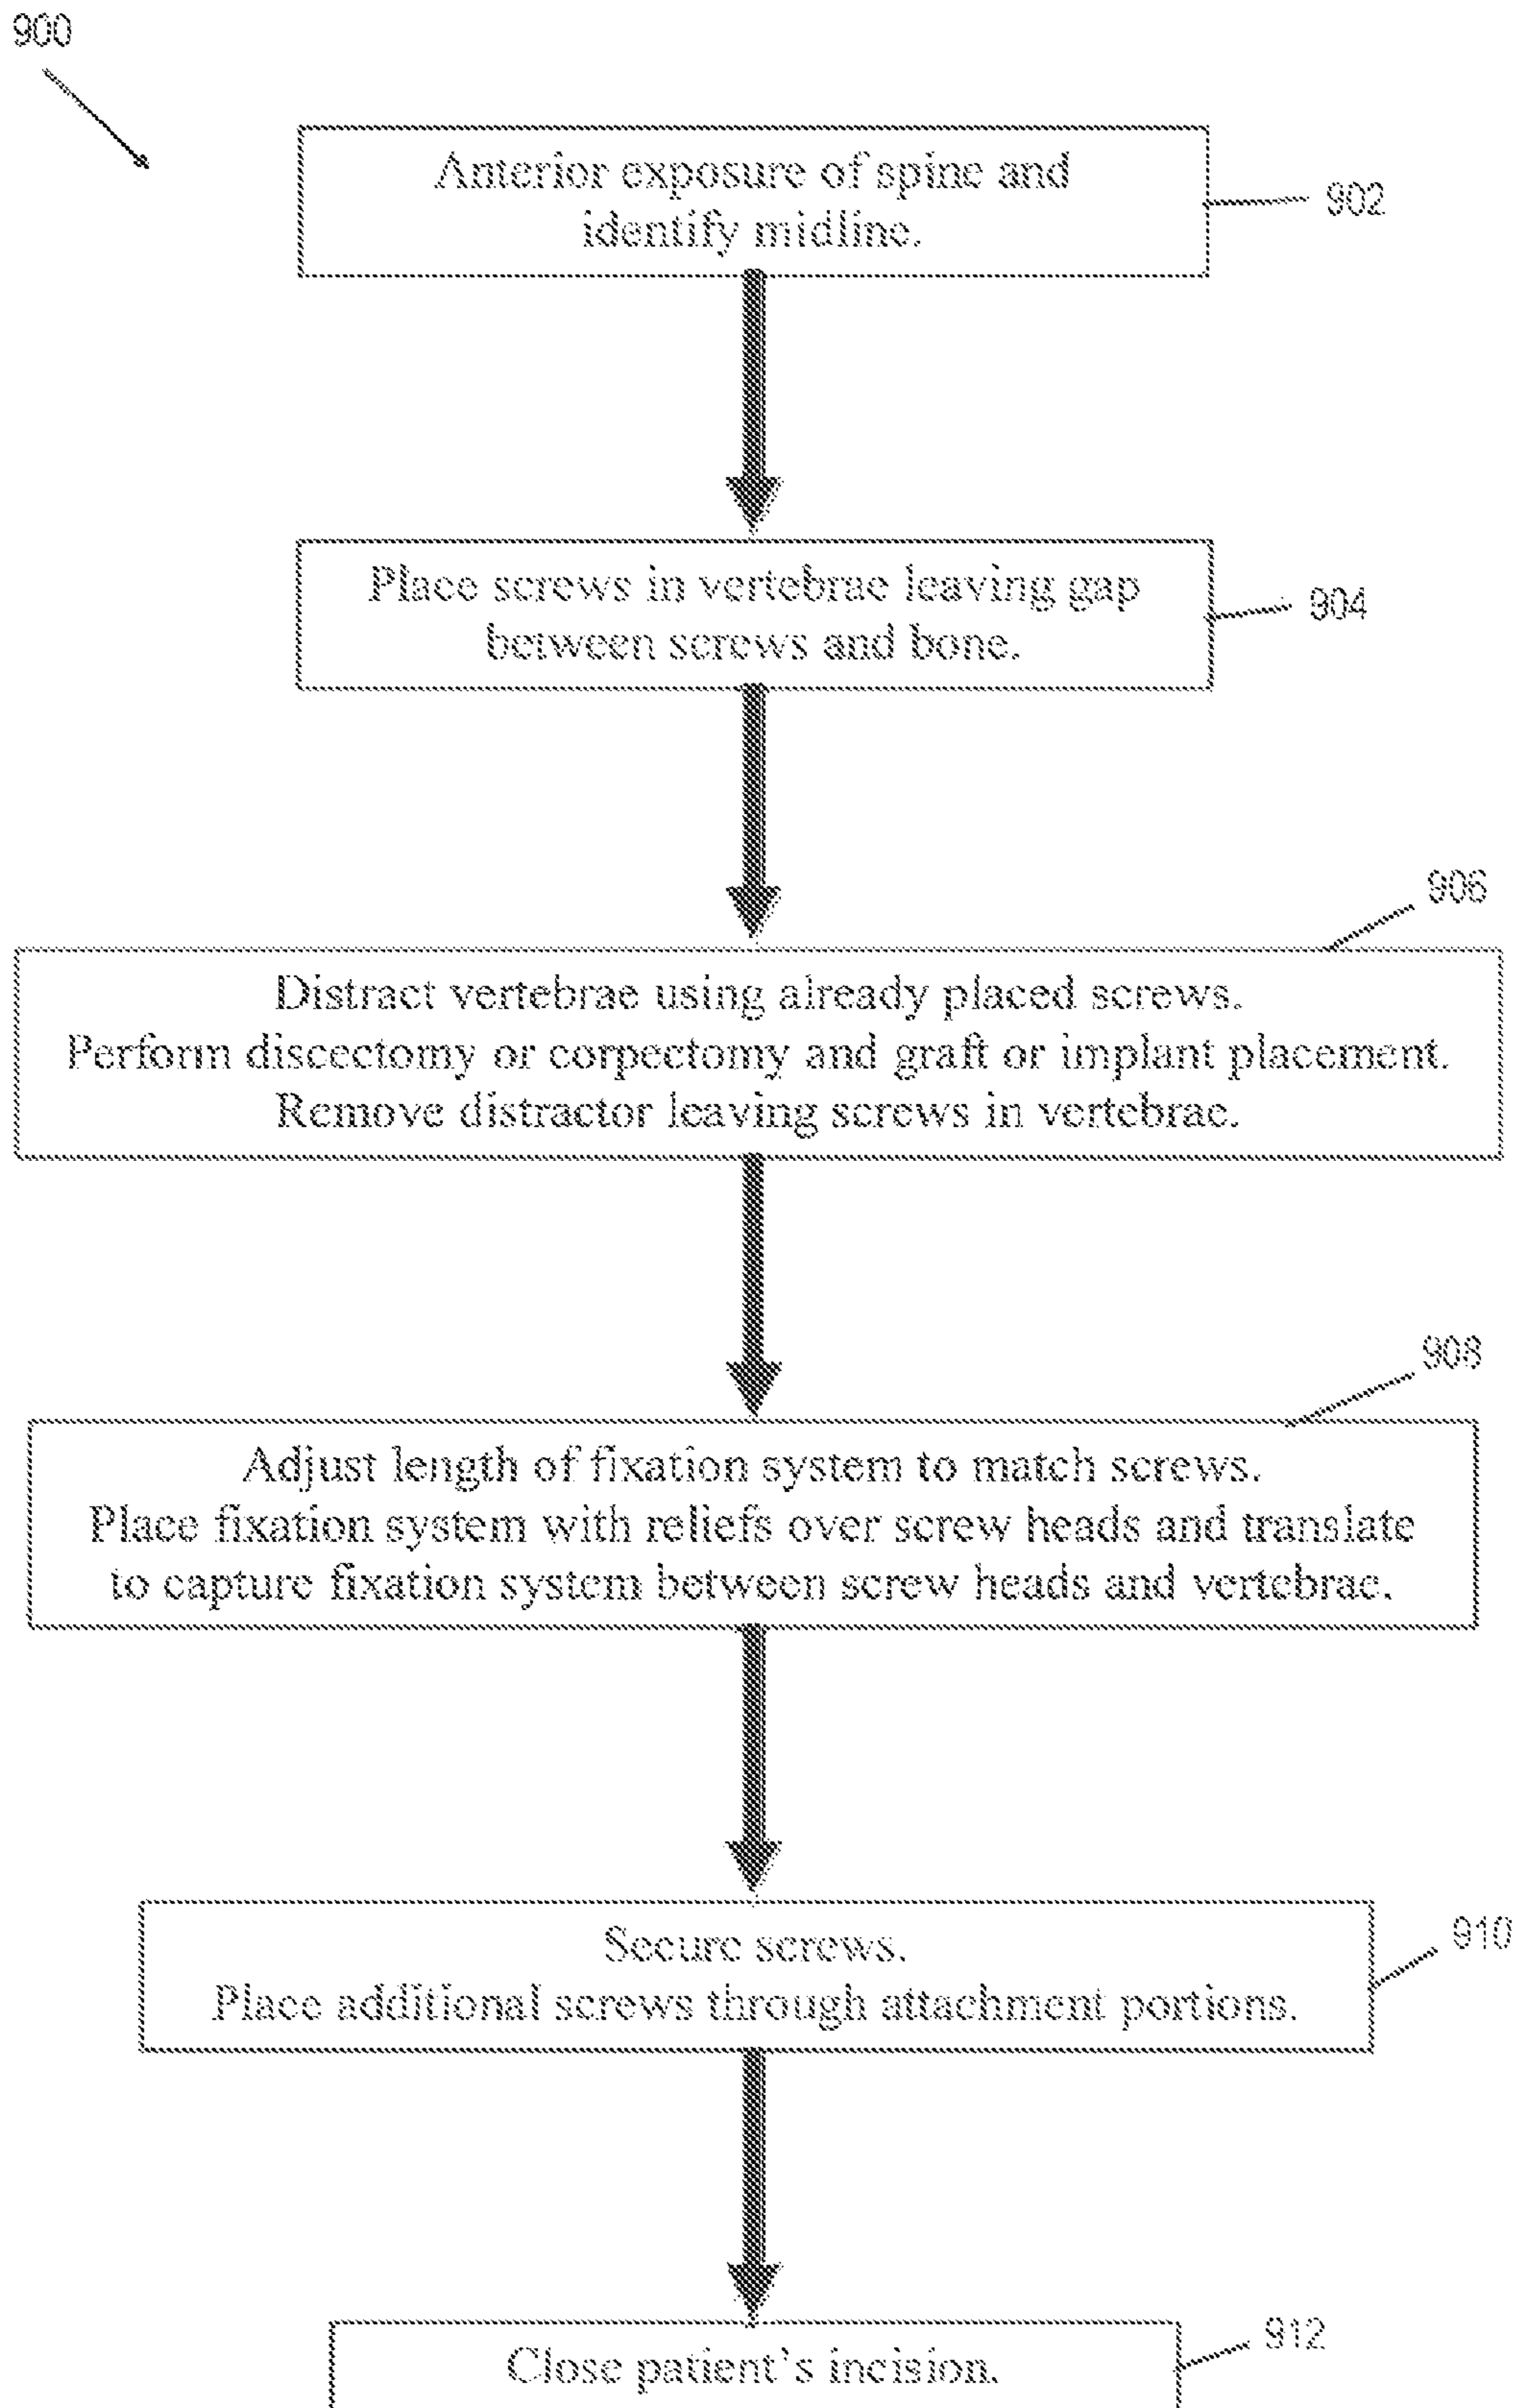 900
Anterior exposure of spine and
identify midline.
902
Place screws in vertebrae leaving gap
between screws and bone.
904
906
Distract vertebrae using already placed screws.
Perform discectomy or corpectomy and graft or implant placement.
Remove distractor leaving screws in vertebrae.
908
Adjust length of fixation system to match screws.
Place fixation system with reliefs over screw heads and translate
to capture fixation system between screw heads and vertebrae.
Secure screws.
910
Place additional screws through attachment portions.
912
Close patient's incision.